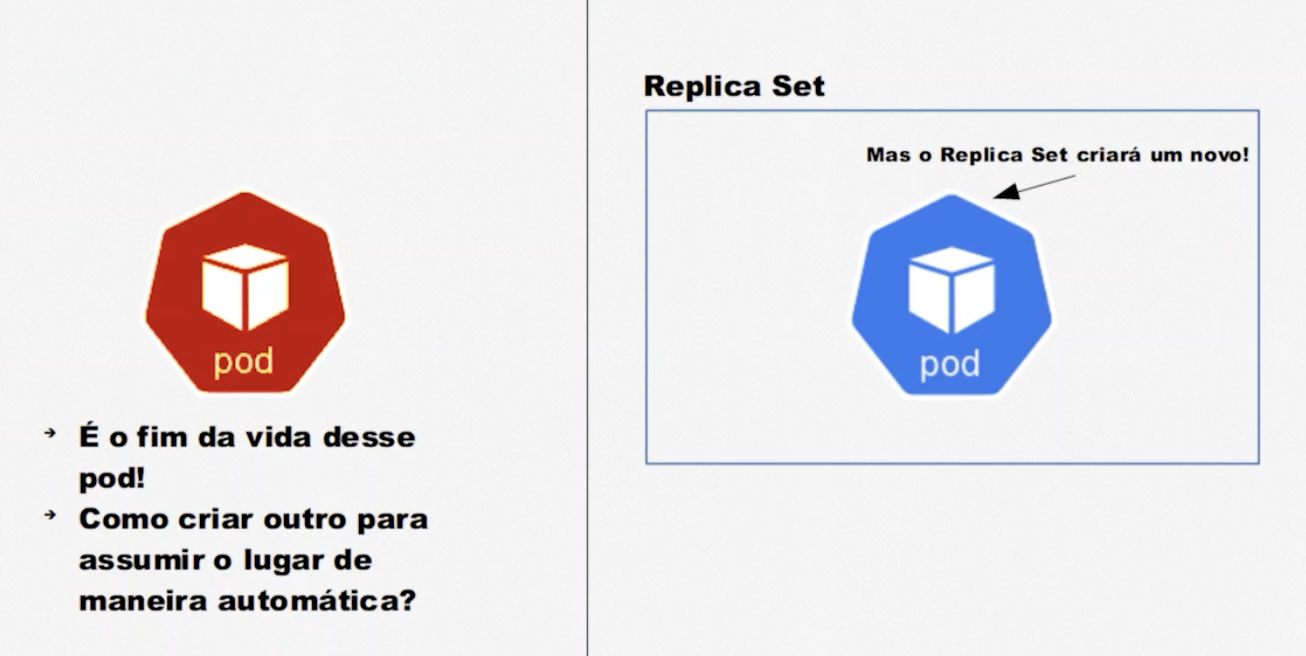 pod
→ É o fim da vida desse
pod!
→ Como criar outro para
assumir o lugar de
maneira automática?
Replica Set
Mas o Replica Set criará um novo!
pod